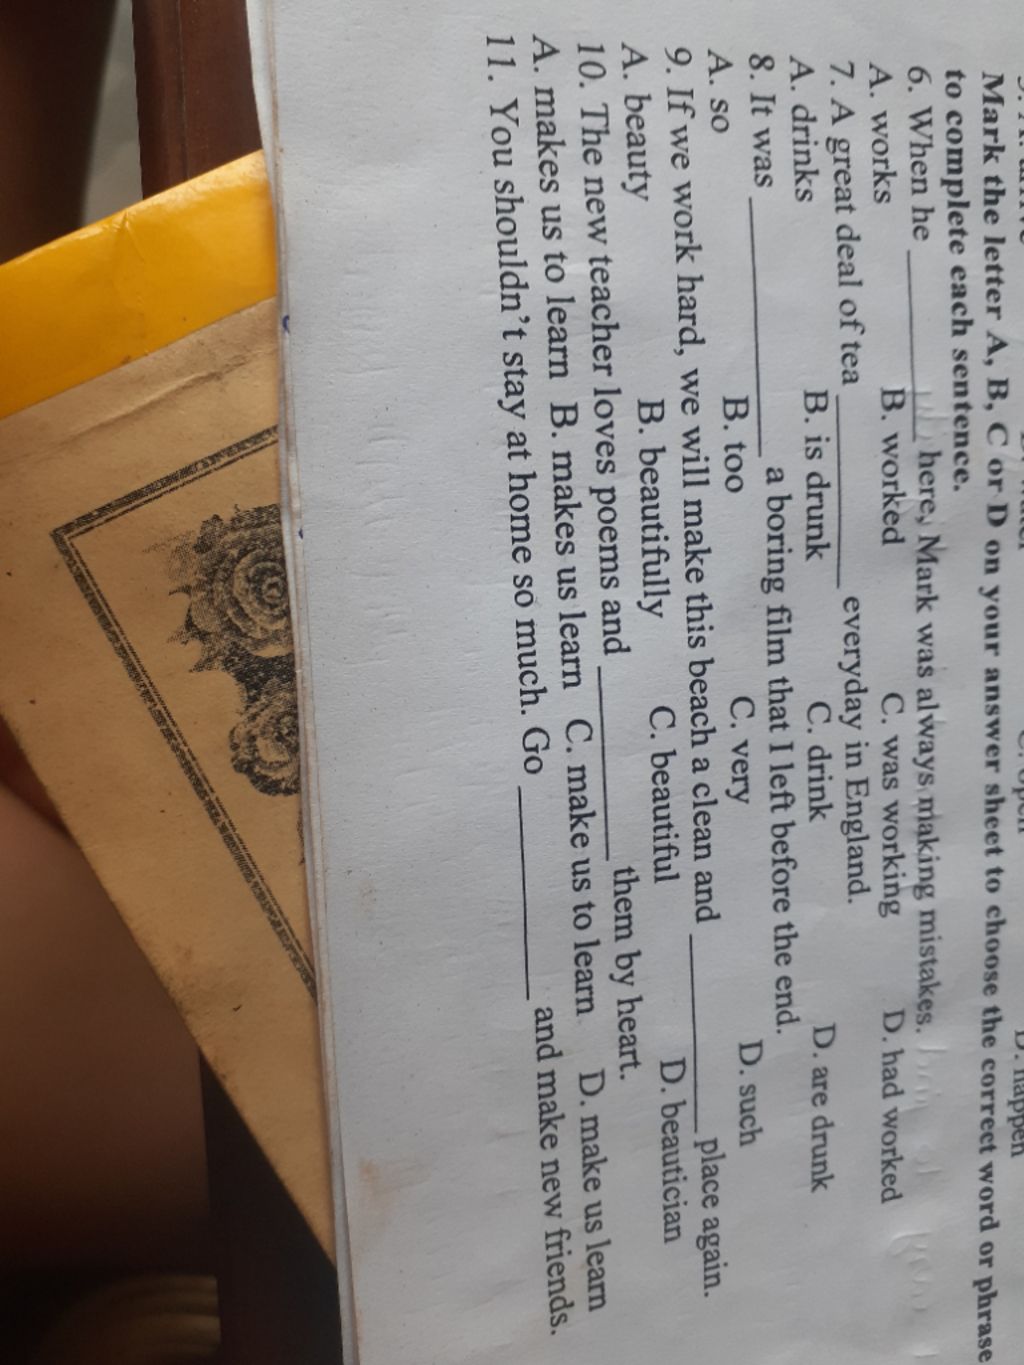 Mark the letter A, B, C or D on your answer sheet to choose the correct word or phrase
to complete each sentence.
6. When he ________ here, Mark was always making mistakes.
A. works B. worked C. was working D. had worked
7. A great deal of tea ________ everyday in England.
A. drinks B. is drunk C. drink D. are drunk
8. It was ________ a boring film that I left before the end.
A. so B. too C. very D. such
9. If we work hard, we will make this beach a clean and ________ place again.
A. beauty B. beautifully C. beautiful D. beautician
10. The new teacher loves poems and ________ them by heart.
A. makes us to learn B. makes us learn C. make us to learn D. make us learn
11. You shouldn't stay at home so much. Go ________ and make new friends.